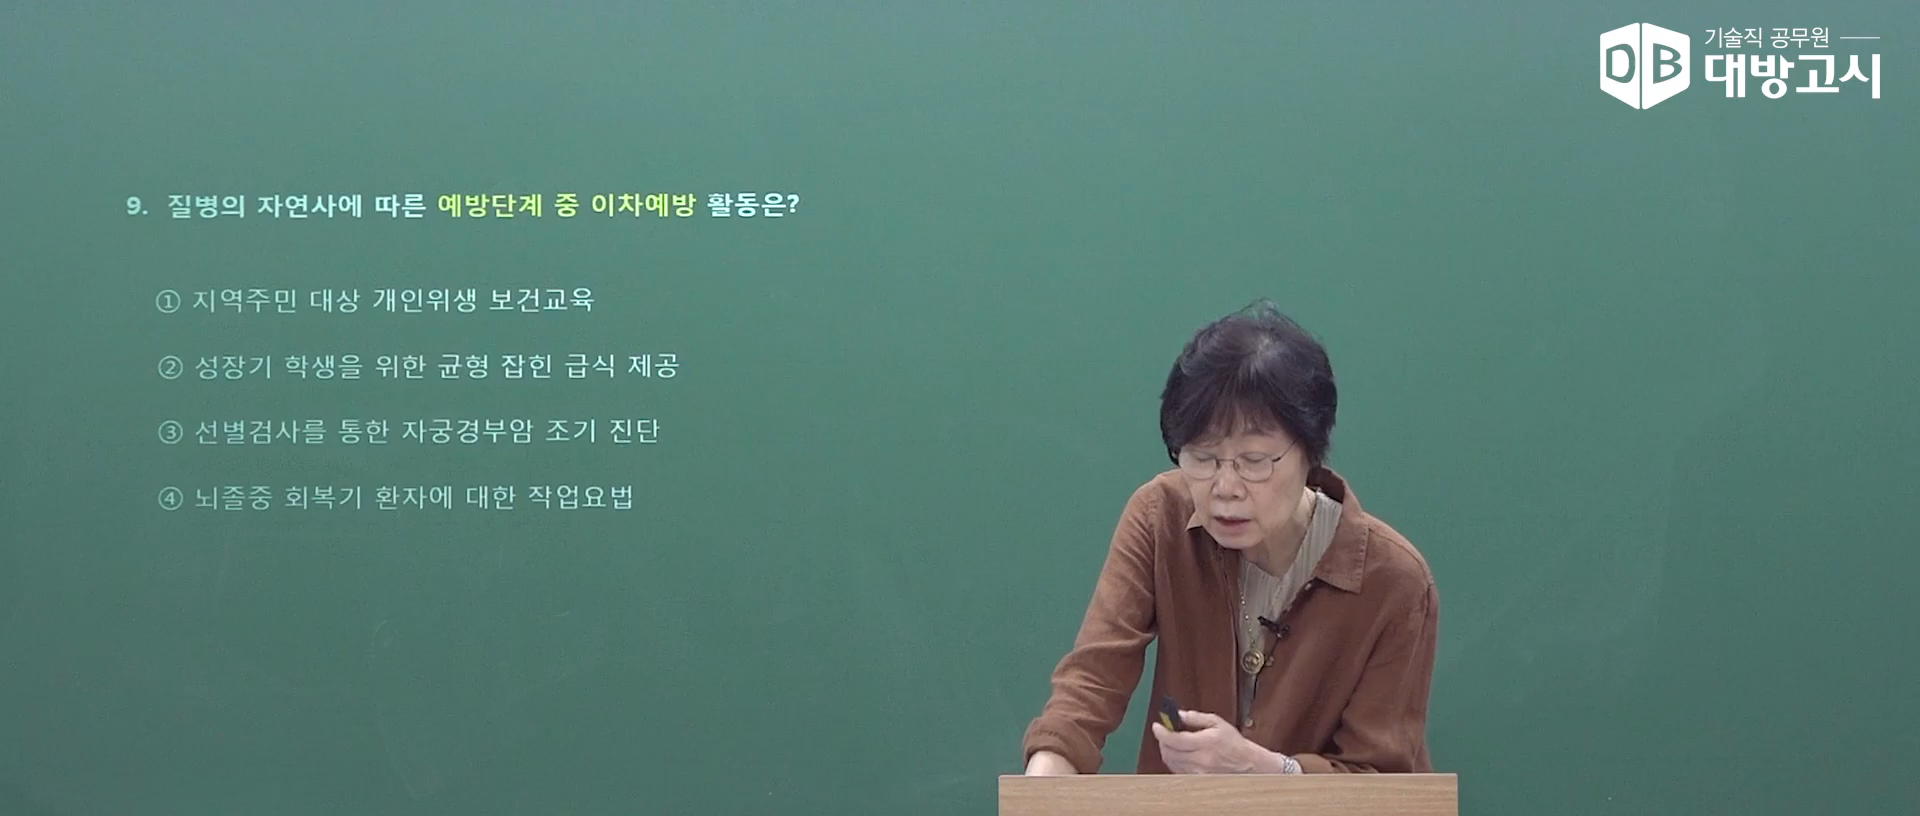 기술직 공무원
DB 대방고시
9. 질병의 자연사에 따른 예방단계 중 이차예방 활동은?
① 지역주민 대상 개인위생 보건교육
② 성장기 학생을 위한 균형 잡힌 급식 제공
③ 선별검사를 통한 자궁경부암 조기 진단
④ 뇌졸중 회복기 환자에 대한 작업요법